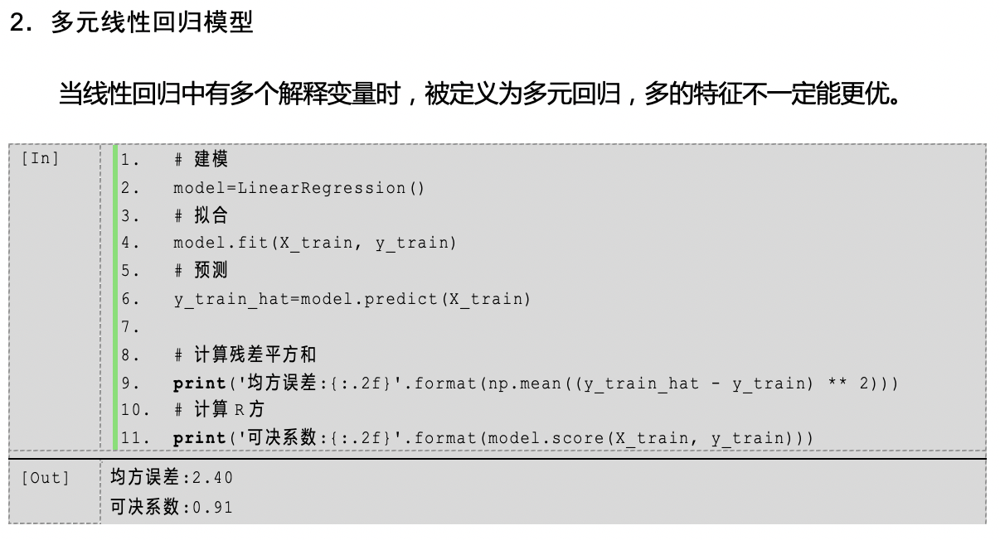 2. 多元线性回归模型
当线性回归中有多个解释变量时，被定义为多元回归，多的特征不一定能更优。
[In]
1. # 建模
2. model=LinearRegression()
3. # 拟合
4. model.fit(X_train, y_train)
5. # 预测
6. y_train_hat=model.predict(X_train)
7.
8. # 计算残差平方和
9. print('均方误差:{:.2f}'.format(np.mean((y_train_hat - y_train) ** 2)))
10. # 计算 R 方
11. print('可决系数:{:.2f}'.format(model.score(X_train, y_train)))
[Out] 均方误差:2.40
可决系数:0.91